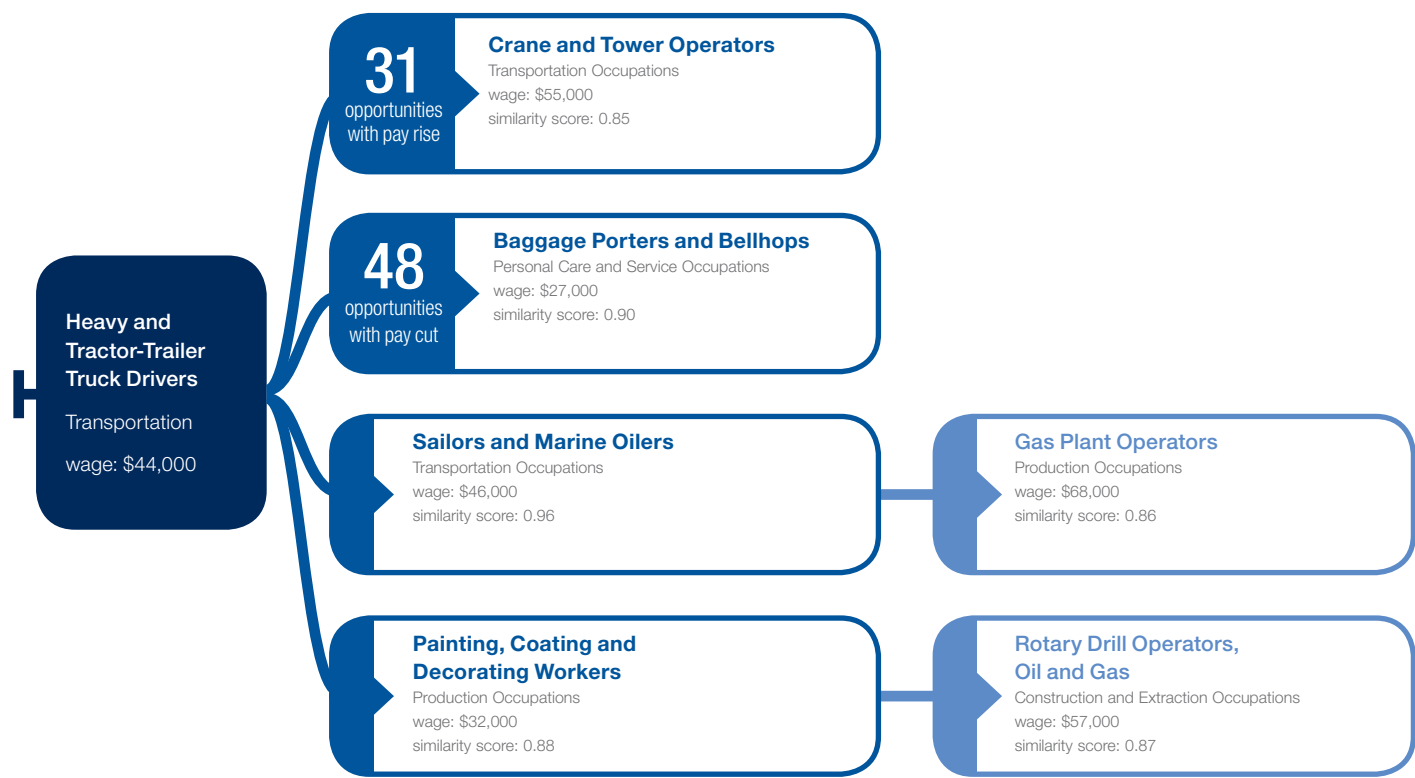 31
opportunities
with pay rise
Crane and Tower Operators
Transportation Occupations
wage: $55,000
similarity score: 0.85
48
opportunities
with pay cut
Baggage Porters and Bellhops
Personal Care and Service Occupations
wage: $27,000
similarity score: 0.90
Heavy and
Tractor-Trailer
Truck Drivers
Transportation
wage: $44,000
Sailors and Marine Oilers
Transportation Occupations
wage: $46,000
similarity score: 0.96
Gas Plant Operators
Production Occupations
wage: $68,000
similarity score: 0.86
Painting, Coating and
Decorating Workers
Production Occupations
wage: $32,000
similarity score: 0.88
Rotary Drill Operators,
Oil and Gas
Construction and Extraction Occupations
wage: $57,000
similarity score: 0.87